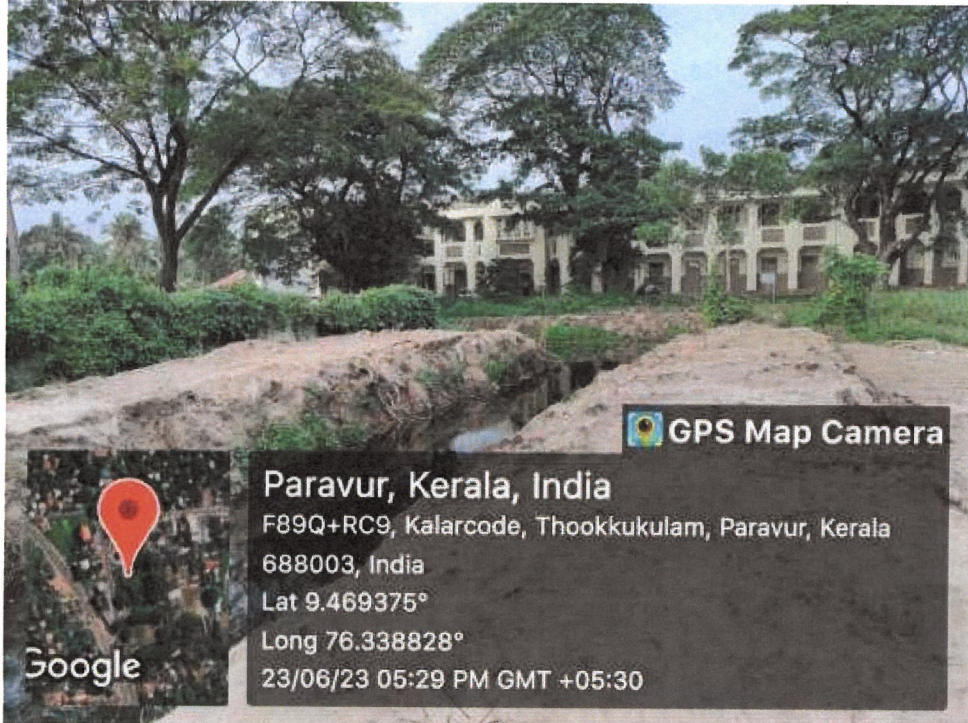 GPS Map Camera
Paravur, Kerala, India
F89Q+RC9, Kalarcode, Thookkukulam, Paravur, Kerala
688003, India
Lat 9.469375°
Long 76.338828°
23/06/23 05:29 PM GMT +05:30
Google